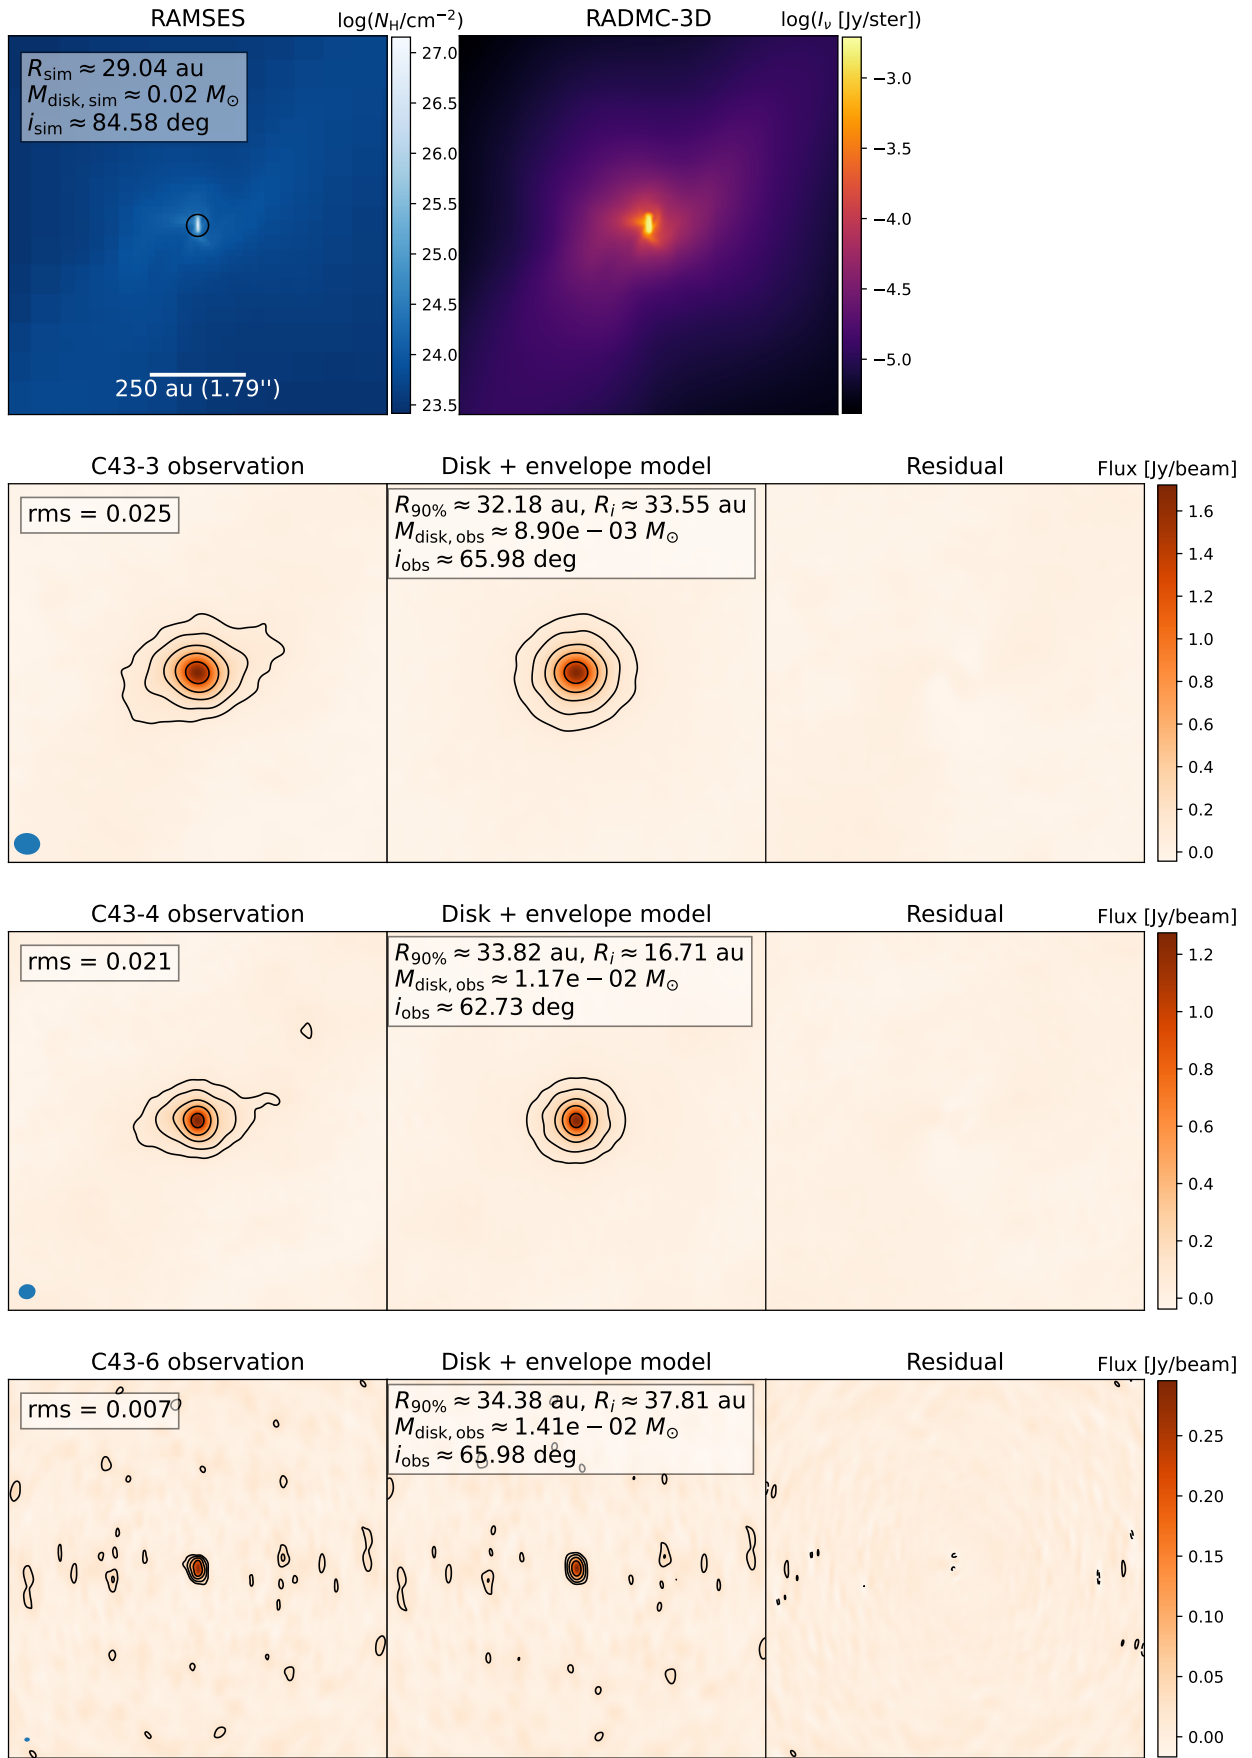 RAMSES
log(N_H/cm⁻²)
RADMC-3D
log(I_ν [Jy/ster])
R_sim ≈ 29.04 au
M_disk, sim ≈ 0.02 M_⊙
i_sim ≈ 84.58 deg
250 au (1.79'')
27.0
26.5
26.0
25.5
25.0
24.5
24.0
23.5
−3.0
−3.5
−4.0
−4.5
−5.0
C43-3 observation
Disk + envelope model
Residual
Flux [Jy/beam]
rms = 0.025
R_90% ≈ 32.18 au, R_i ≈ 33.55 au
M_disk, obs ≈ 8.90e − 03 M_⊙
i_obs ≈ 65.98 deg
1.6
1.4
1.2
1.0
0.8
0.6
0.4
0.2
0.0
C43-4 observation
Disk + envelope model
Residual
Flux [Jy/beam]
rms = 0.021
R_90% ≈ 33.82 au, R_i ≈ 16.71 au
M_disk, obs ≈ 1.17e − 02 M_⊙
i_obs ≈ 62.73 deg
1.2
1.0
0.8
0.6
0.4
0.2
0.0
C43-6 observation
Disk + envelope model
Residual
Flux [Jy/beam]
rms = 0.007
R_90% ≈ 34.38 au, R_i ≈ 37.81 au
M_disk, obs ≈ 1.41e − 02 M_⊙
i_obs ≈ 65.98 deg
0.25
0.20
0.15
0.10
0.05
0.00